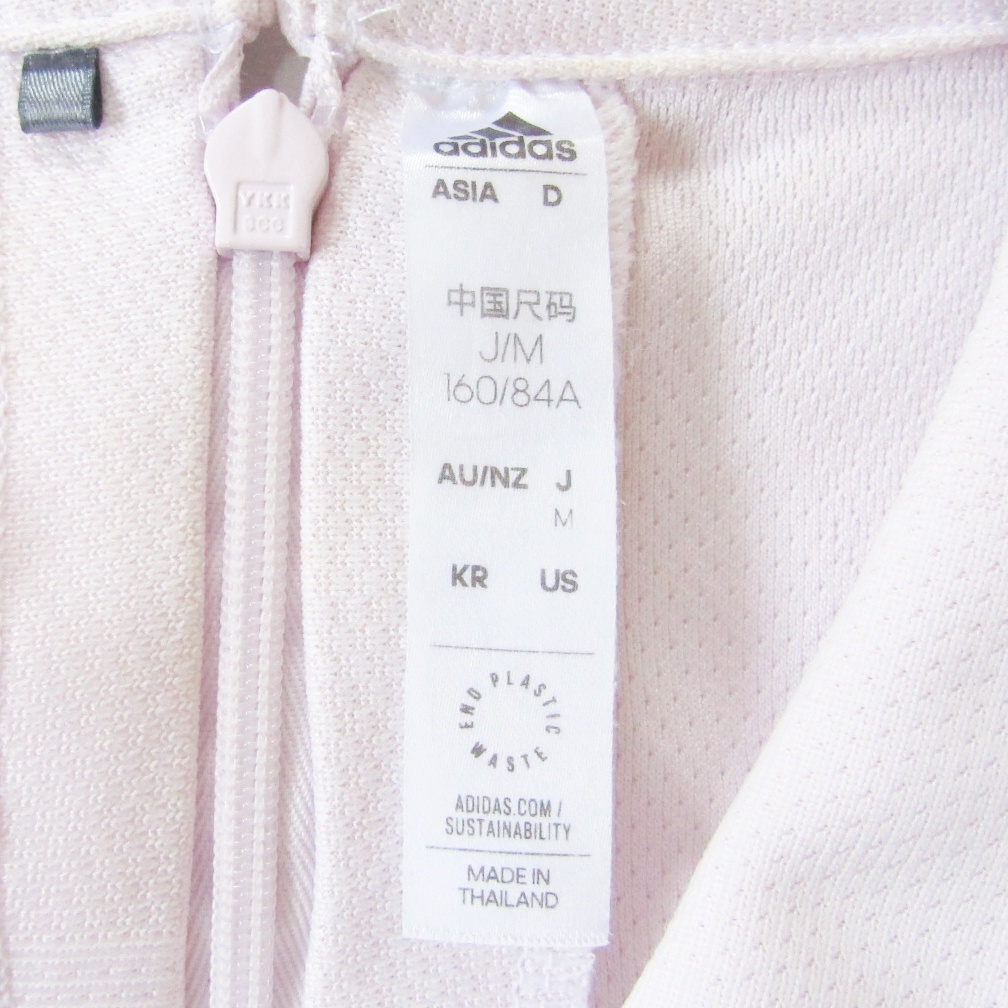 adidas
ASIA D
中国尺码
J/M
160/84A
AU/NZ J
M
KR US
END PLASTIC WASTE
ADIDAS.COM /
SUSTAINABILITY
MADE IN
THAILAND
YKK